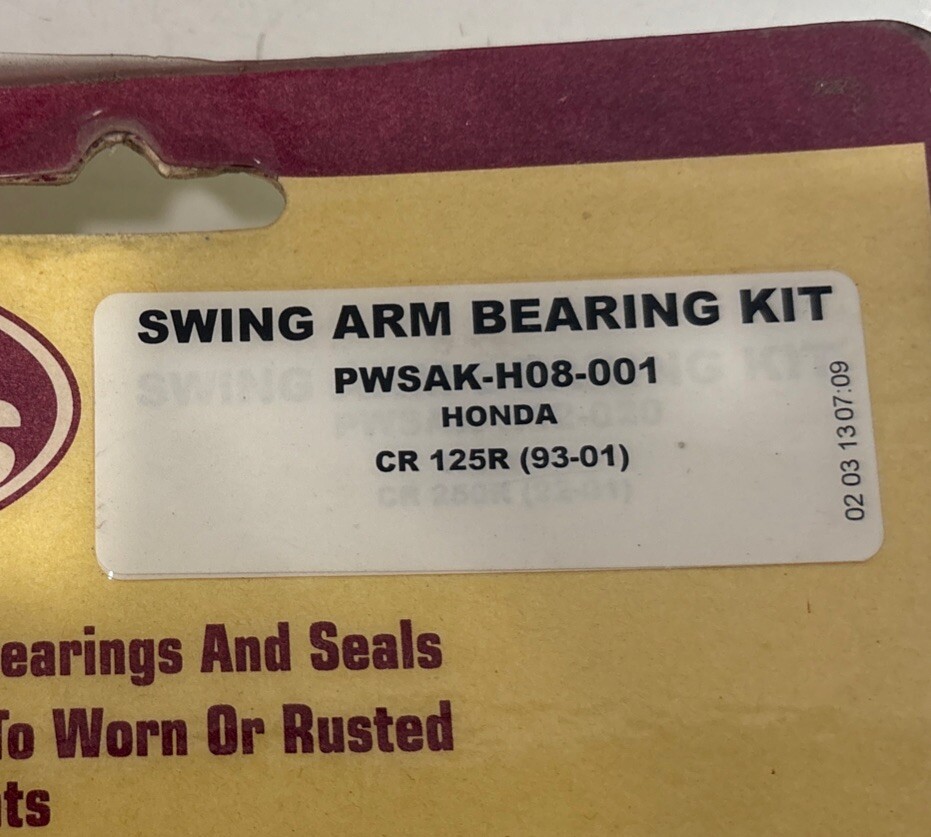 SWING ARM BEARING KIT
PWSAK-H08-001
HONDA
CR 125R (93-01)
02 03 13 07:09
earings And Seals
To Worn Or Rusted
ts